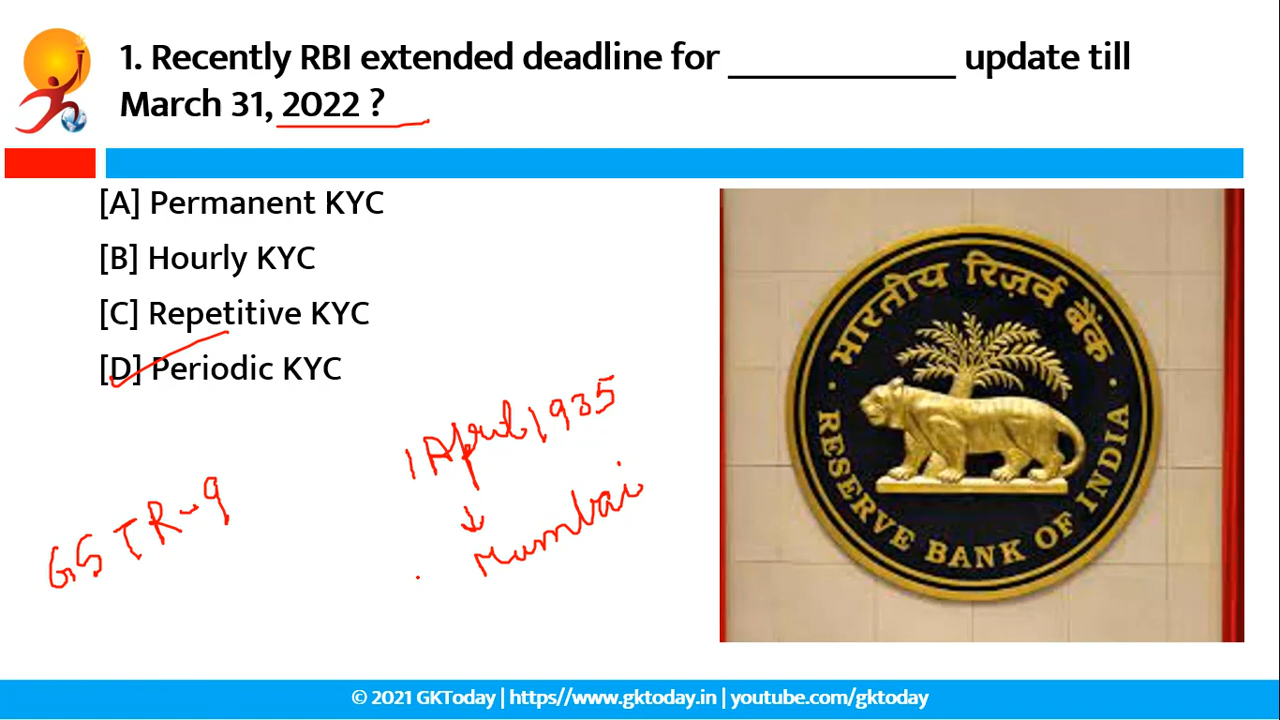 1. Recently RBI extended deadline for ____________ update till
March 31, 2022 ?
[A] Permanent KYC
[B] Hourly KYC
[C] Repetitive KYC
[D] Periodic KYC
1 April 1935
↓
Mumbai
GSTR-9
भारतीय रिज़र्व बैंक
RESERVE BANK OF INDIA
© 2021 GKToday | https//www.gktoday.in | youtube.com/gktoday